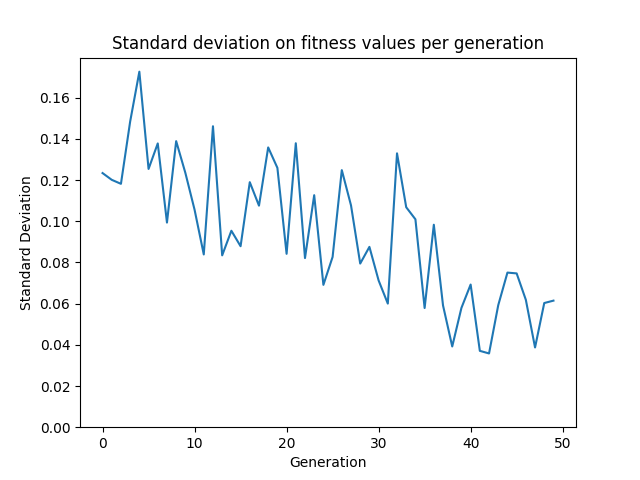 Standard deviation on fitness values per generation
0.16
0.14
0.12
0.10
0.08
0.06
0.04
0.02
0.00
Standard Deviation
0 10 20 30 40 50
Generation